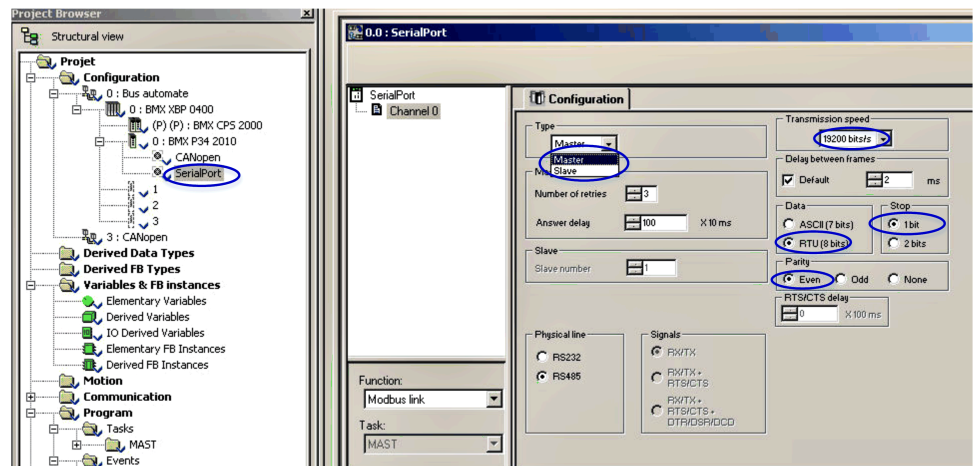 Project Browser
Structural view
Projet
Configuration
0 : Bus automate
0 : BMX XBP 0400
(P) (P) : BMX CPS 2000
0 : BMX P34 2010
CANopen
SerialPort
1
2
3
3 : CANopen
Derived Data Types
Derived FB Types
Variables & FB instances
Elementary Variables
Derived Variables
IO Derived Variables
Elementary FB Instances
Derived FB Instances
Motion
Communication
Program
Tasks
MAST
Events
0.0 : SerialPort
SerialPort
Channel 0
Function:
Modbus link
Task:
MAST
Configuration
Type
Master
Master
Slave
Number of retries 3
Answer delay 100 X 10 ms
Slave
Slave number 1
Physical line
RS232
RS485
Signals
RX/TX
RX/TX +
RTS/CTS
RX/TX +
RTS/CTS +
DTR/DSR/DCD
Transmission speed
19200 bits/s
Delay between frames
Default 2 ms
Data
ASCII (7 bits)
RTU (8 bits)
Stop
1 bit
2 bits
Parity
Even Odd None
RTS/CTS delay
0 X 100 ms